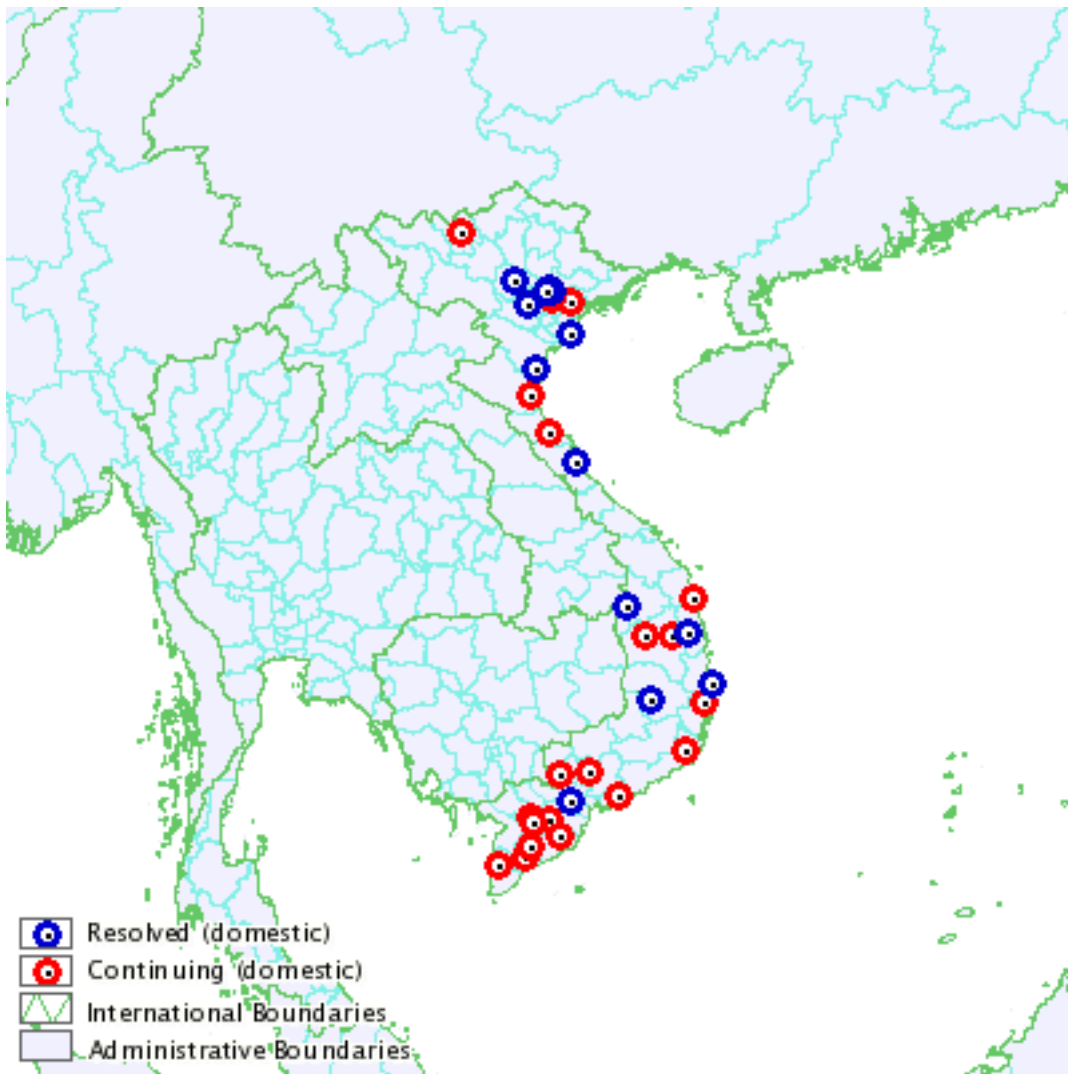 Resolved (domestic)
Continuing (domestic)
International Boundaries
Administrative Boundaries